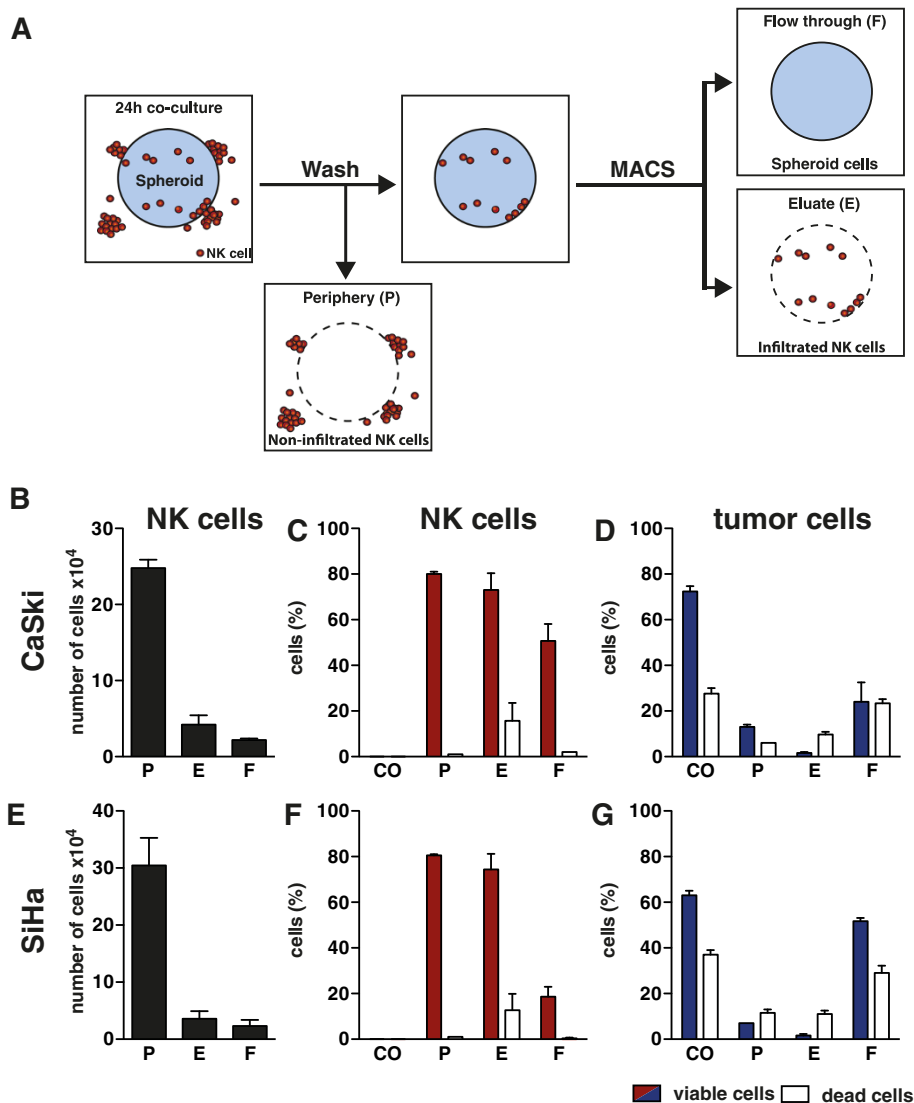 A
24h co-culture
Spheroid
NK cell
Wash
Periphery (P)
Non-infiltrated NK cells
MACS
Flow through (F)
Spheroid cells
Eluate (E)
Infiltrated NK cells
B
NK cells
CaSki
number of cells x10⁴
30
20
10
0
P E F
C
NK cells
cells (%)
100
80
60
40
20
0
CO P E F
D
tumor cells
cells (%)
100
80
60
40
20
0
CO P E F
E
SiHa
number of cells x10⁴
40
30
20
10
0
P E F
F
cells (%)
100
80
60
40
20
0
CO P E F
G
cells (%)
100
80
60
40
20
0
CO P E F
viable cells dead cells